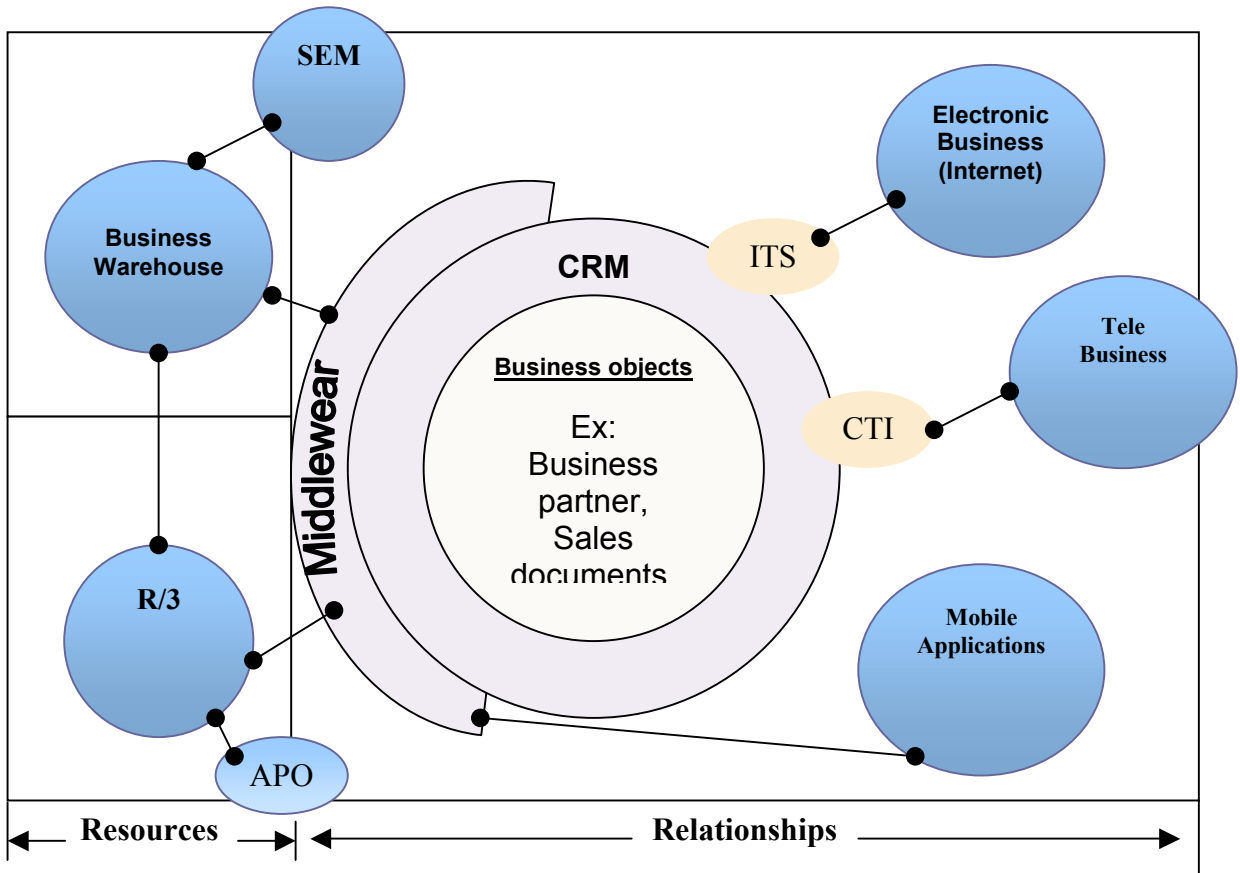 SEM
Electronic
Business
(Internet)
Business
Warehouse
ITS
CRM
Tele
Business
Business objects
Ex:
Business
partner,
Sales
documents
Middlewear
CTI
R/3
Mobile
Applications
APO
Resources
Relationships